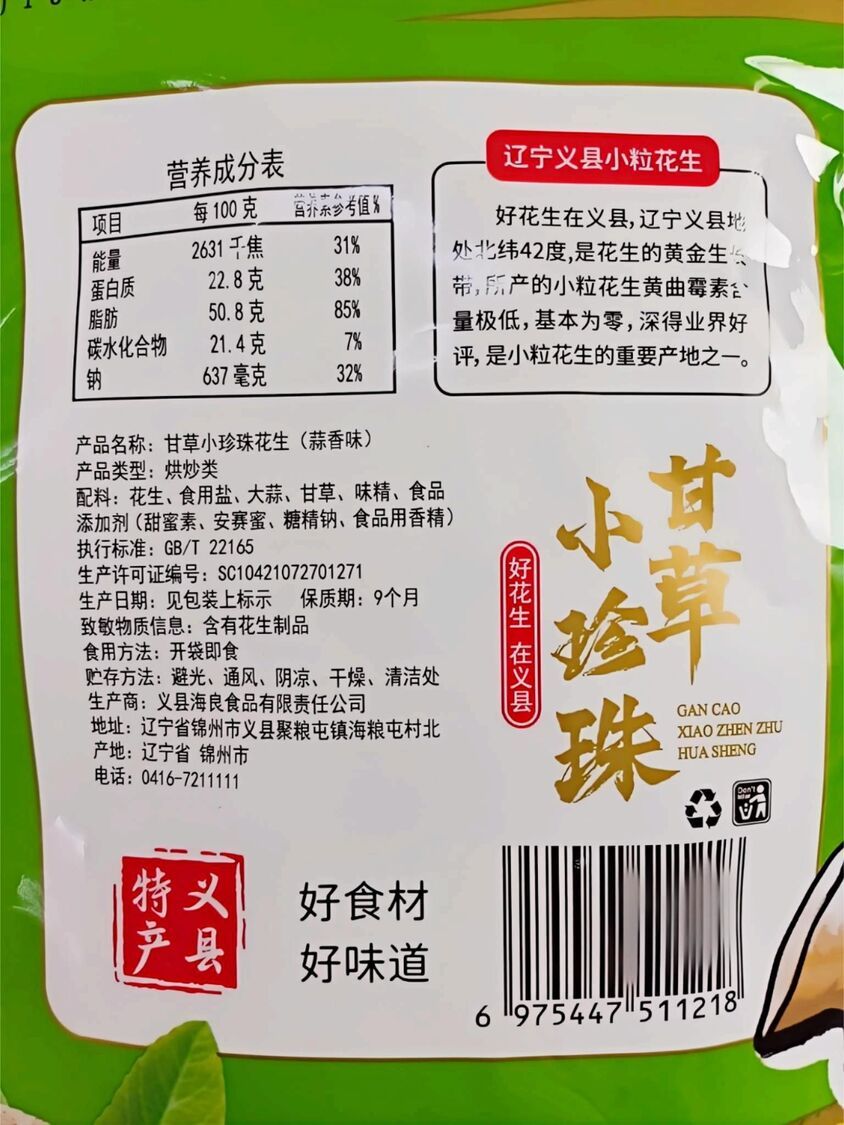 营养成分表
项目 每100克 营养素参考值%
能量 2631千焦 31%
蛋白质 22.8克 38%
脂肪 50.8克 85%
碳水化合物 21.4克 7%
钠 637毫克 32%
辽宁义县小粒花生
好花生在义县,辽宁义县地
处北纬42度,是花生的黄金生长
带,所产的小粒花生黄曲霉素含
量极低,基本为零,深得业界好
评,是小粒花生的重要产地之一。
产品名称: 甘草小珍珠花生（蒜香味）
产品类型: 烘炒类
配料: 花生、食用盐、大蒜、甘草、味精、食品
添加剂（甜蜜素、安赛蜜、糖精钠、食品用香精）
执行标准: GB/T 22165
生产许可证编号: SC10421072701271
生产日期: 见包装上标示 保质期: 9个月
致敏物质信息: 含有花生制品
食用方法: 开袋即食
贮存方法: 避光、通风、阴凉、干燥、清洁处
生产商: 义县海良食品有限责任公司
地址: 辽宁省锦州市义县聚粮屯镇海粮屯村北
产地: 辽宁省 锦州市
电话: 0416-7211111
甘草
小珍珠
好花生 在义县
GAN CAO
XIAO ZHEN ZHU
HUA SHENG
义县
特产
好食材
好味道
6 975447 511218